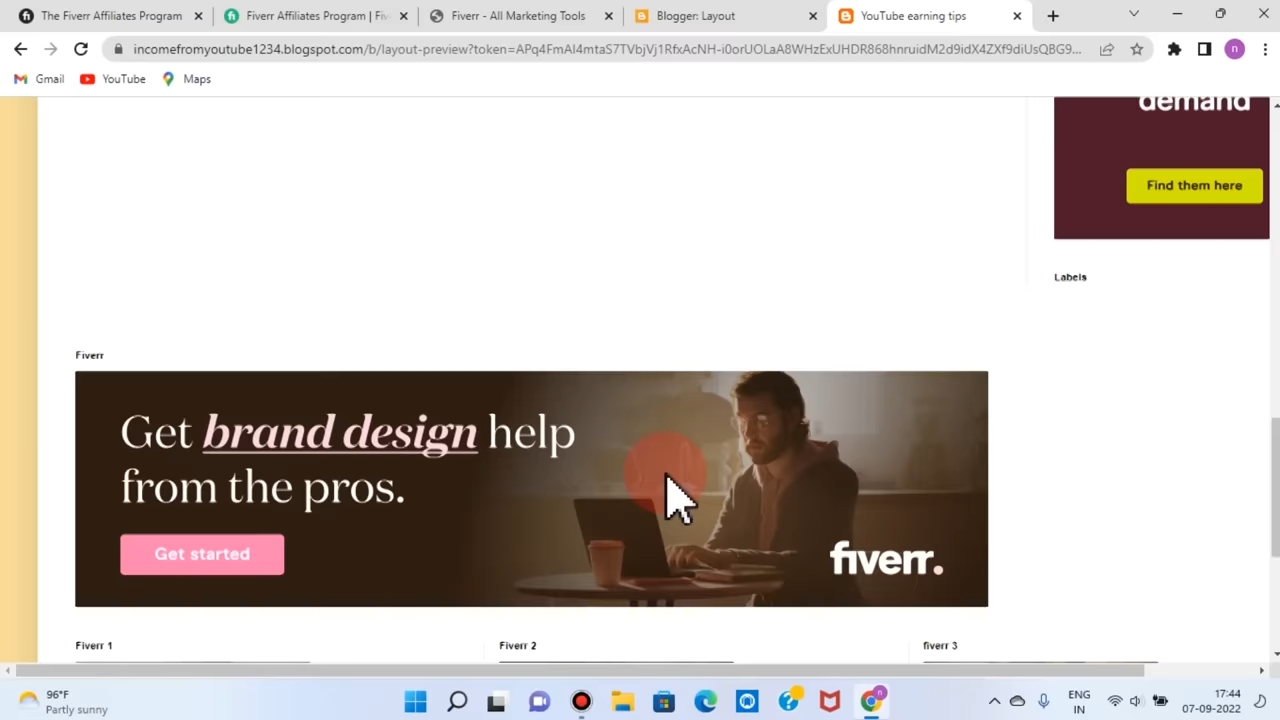 The Fiverr Affiliates Program
Fiverr Affiliates Program | Fiv
Fiverr - All Marketing Tools
Blogger: Layout
YouTube earning tips
incomefromyoutube1234.blogspot.com/b/layout-preview?token=
n
Gmail
YouTube
Maps
demand
Find them here
Labels
Fiverr
Get brand design help
from the pros.
Get started
fiverr.
Fiverr 1
Fiverr 2
fiverr 3
96°F
Partly sunny
ENG
IN
17:44
07-09-2022